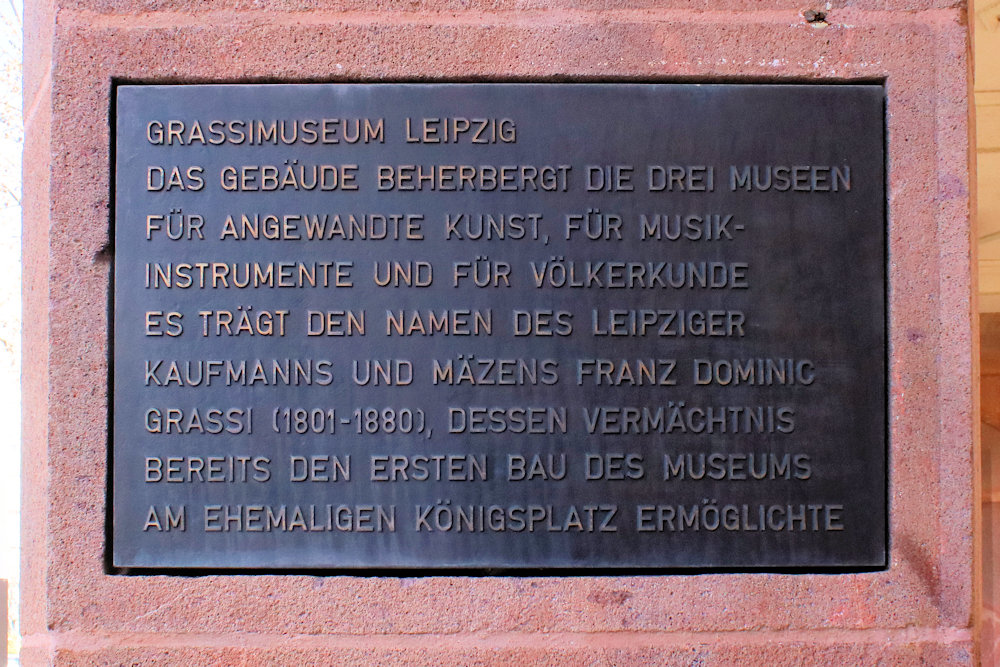 GRASSIMUSEUM LEIPZIG
DAS GEBÄUDE BEHERBERGT DIE DREI MUSEEN
FÜR ANGEWANDTE KUNST, FÜR MUSIK-
INSTRUMENTE UND FÜR VÖLKERKUNDE
ES TRÄGT DEN NAMEN DES LEIPZIGER
KAUFMANNS UND MÄZENS FRANZ DOMINIC
GRASSI (1801-1880), DESSEN VERMÄCHTNIS
BEREITS DEN ERSTEN BAU DES MUSEUMS
AM EHEMALIGEN KÖNIGSPLATZ ERMÖGLICHTE